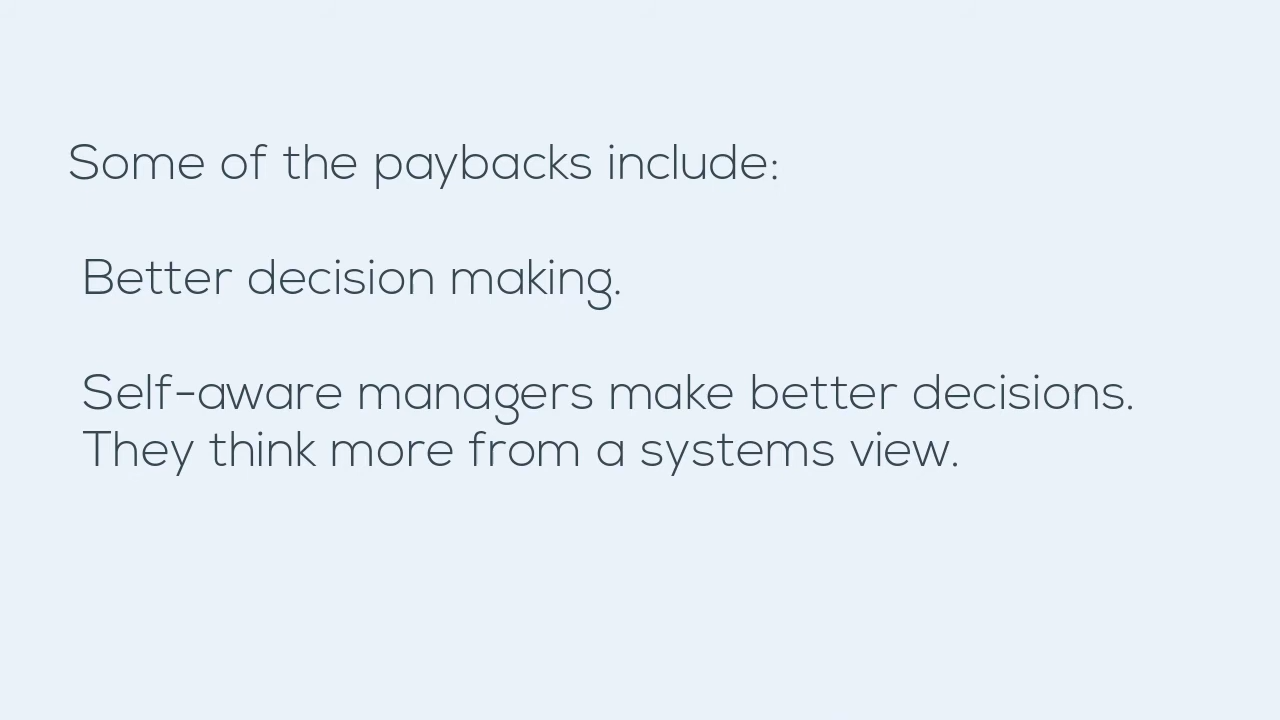 Some of the paybacks include:
Better decision making.
Self-aware managers make better decisions.
They think more from a systems view.